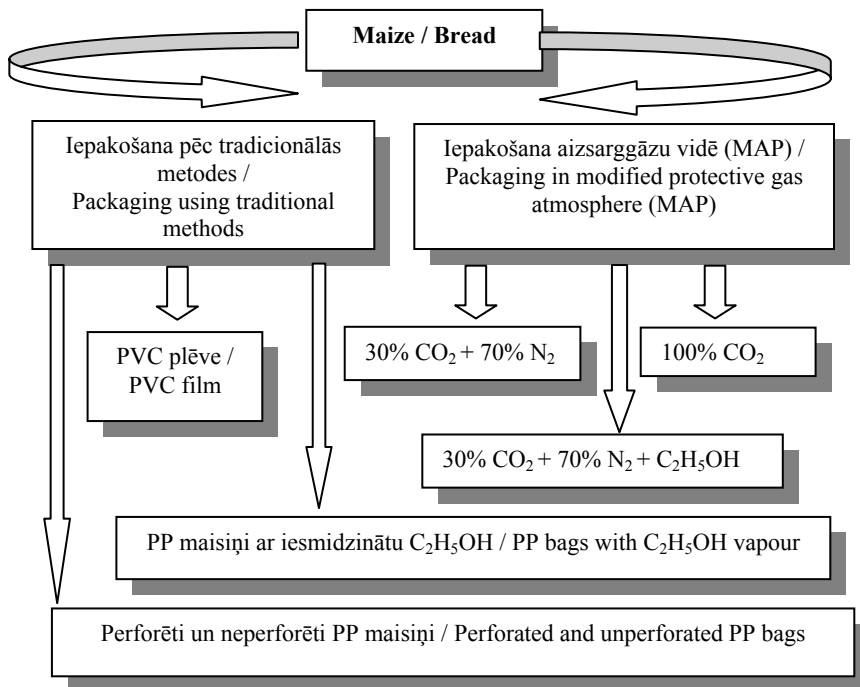 Maize / Bread
Iepakošana pēc tradicionālās
metodes /
Packaging using traditional
methods
Iepakošana aizsarggāzu vidē (MAP) /
Packaging in modified protective gas
atmosphere (MAP)
PVC plēve /
PVC film
30% CO₂ + 70% N₂
100% CO₂
30% CO₂ + 70% N₂ + C₂H₅OH
PP maisiņi ar iesmidzinātu C₂H₅OH / PP bags with C₂H₅OH vapour
Perforēti un neperforēti PP maisiņi / Perforated and unperforated PP bags